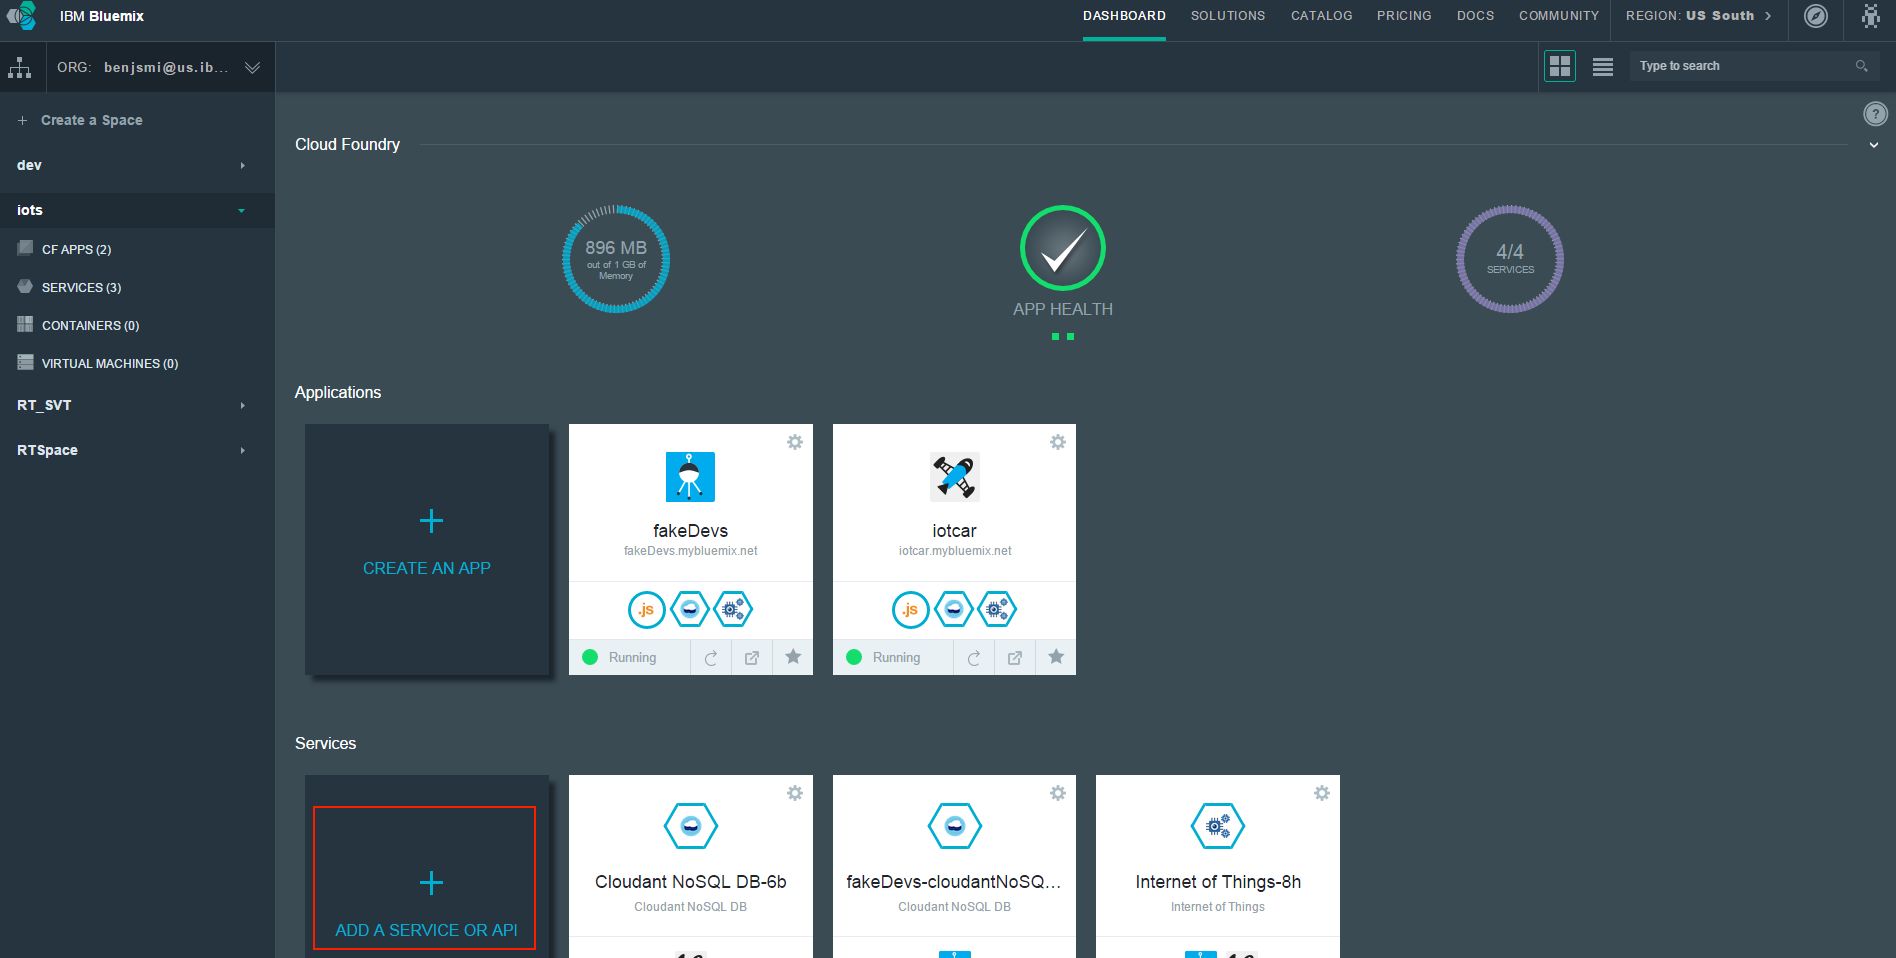 IBM Bluemix
DASHBOARD SOLUTIONS CATALOG PRICING DOCS COMMUNITY REGION: US South
ORG: benjsmi@us.ib...
Type to search
Create a Space
dev
iots
CF APPS (2)
SERVICES (3)
CONTAINERS (0)
VIRTUAL MACHINES (0)
RT_SVT
RTSpace
?
Cloud Foundry
896 MB
out of 1 GB of
Memory
APP HEALTH
4/4
SERVICES
Applications
CREATE AN APP
fakeDevs
fakeDevs.mybluemix.net
.js
Running
iotcar
iotcar.mybluemix.net
.js
Running
Services
ADD A SERVICE OR API
Cloudant NoSQL DB-6b
Cloudant NoSQL DB
fakeDevs-cloudantNoSQ...
Cloudant NoSQL DB
Internet of Things-8h
Internet of Things